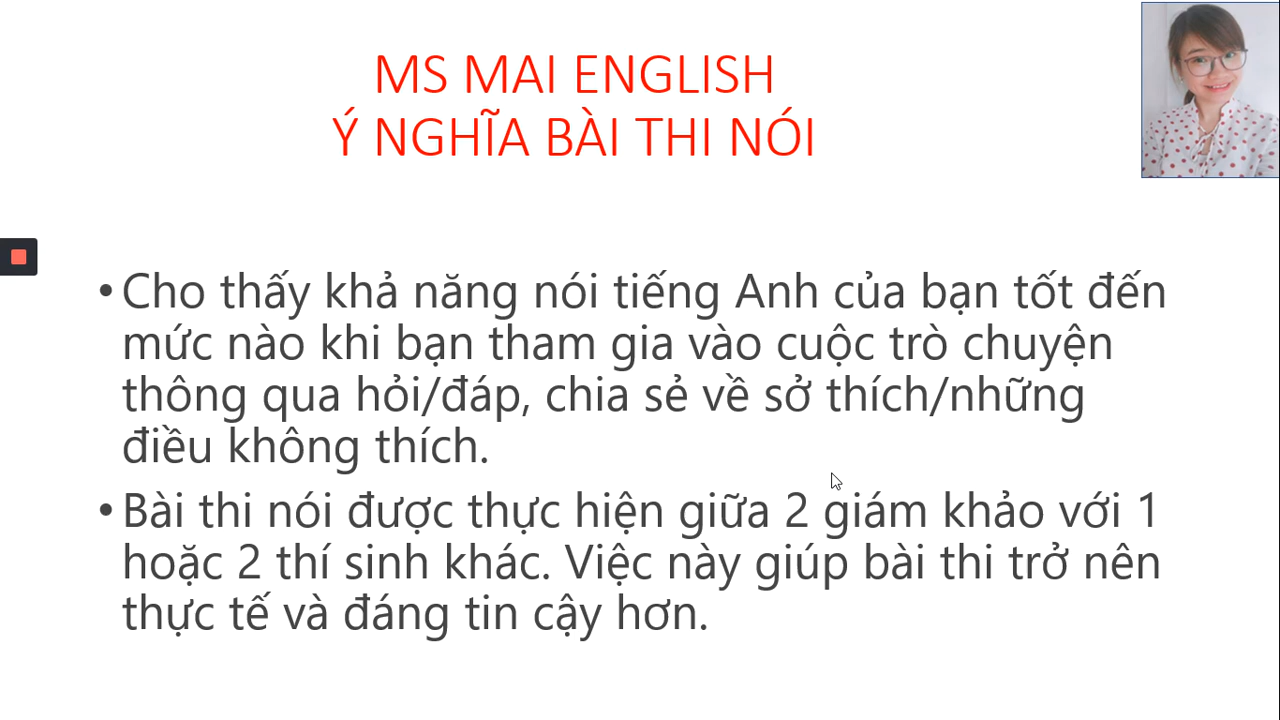 MS MAI ENGLISH
Ý NGHĨA BÀI THI NÓI
•Cho thấy khả năng nói tiếng Anh của bạn tốt đến
mức nào khi bạn tham gia vào cuộc trò chuyện
thông qua hỏi/đáp, chia sẻ về sở thích/những
điều không thích.
•Bài thi nói được thực hiện giữa 2 giám khảo với 1
hoặc 2 thí sinh khác. Việc này giúp bài thi trở nên
thực tế và đáng tin cậy hơn.